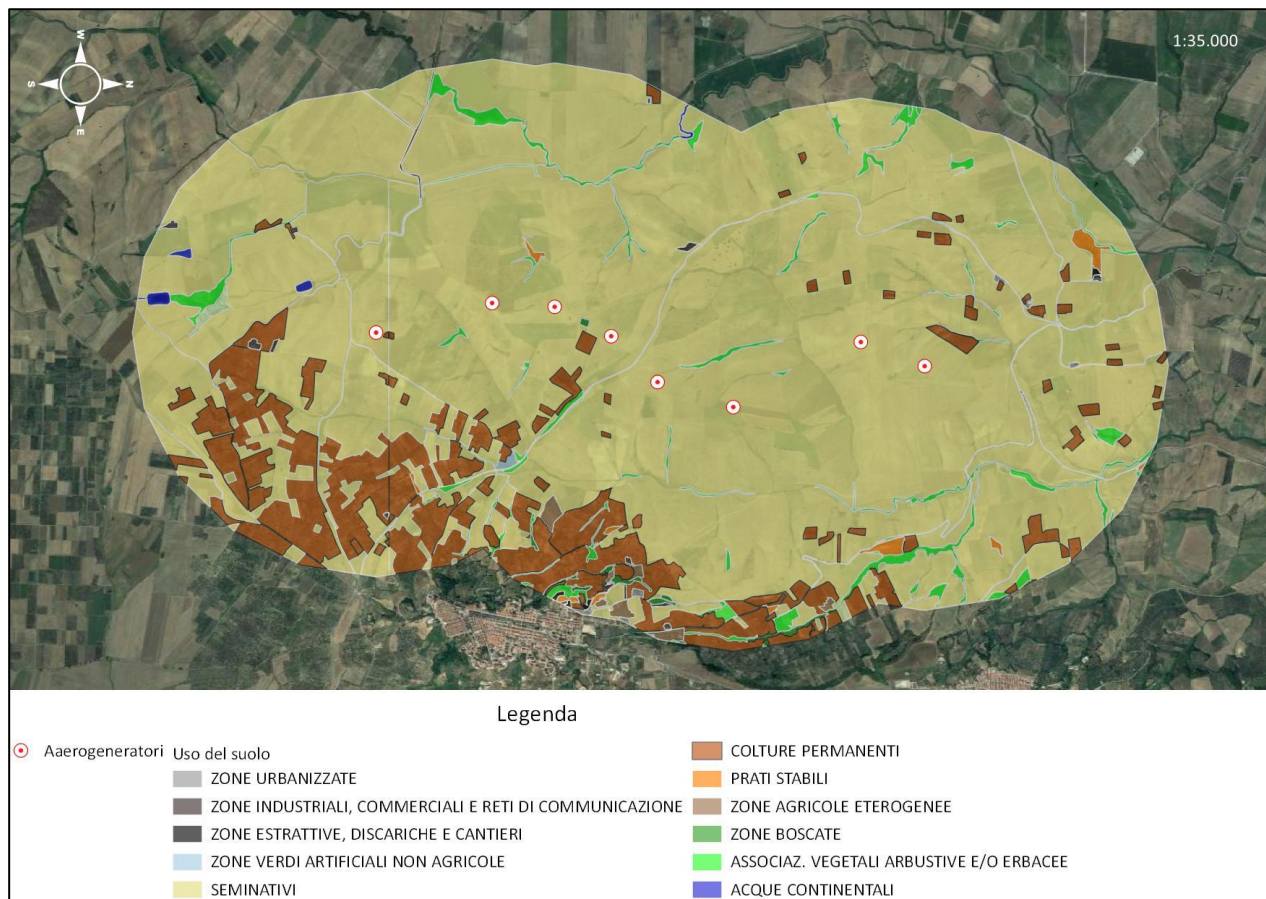 W
1:35.000
S
N
E
Legenda
Aaerogeneratori
Uso del suolo
ZONE URBANIZZATE
ZONE INDUSTRIALI, COMMERCIALI E RETI DI COMMUNICAZIONE
ZONE ESTRATTIVE, DISCARICHE E CANTIERI
ZONE VERDI ARTIFICIALI NON AGRICOLE
SEMINATIVI
COLTURE PERMANENTI
PRATI STABILI
ZONE AGRICOLE ETEROGENEE
ZONE BOSCATE
ASSOCIAZ. VEGETALI ARBUSTIVE E/O ERBACEE
ACQUE CONTINENTALI